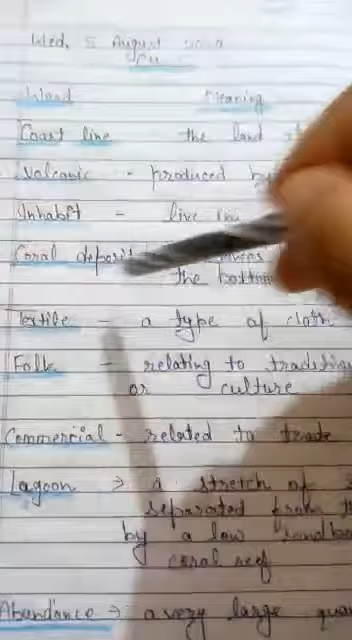 Wed, 5 August
Word Meaning
Coast line the land
Volcanic - produced by
Inhabit - live
Coral deposit
the bottom
Textile - a type of cloth
Folk - relating to tradition
or culture
Commercial - related to trade
Lagoon → a stretch of
separated from
by a low
coral reef
Abundance → a very large